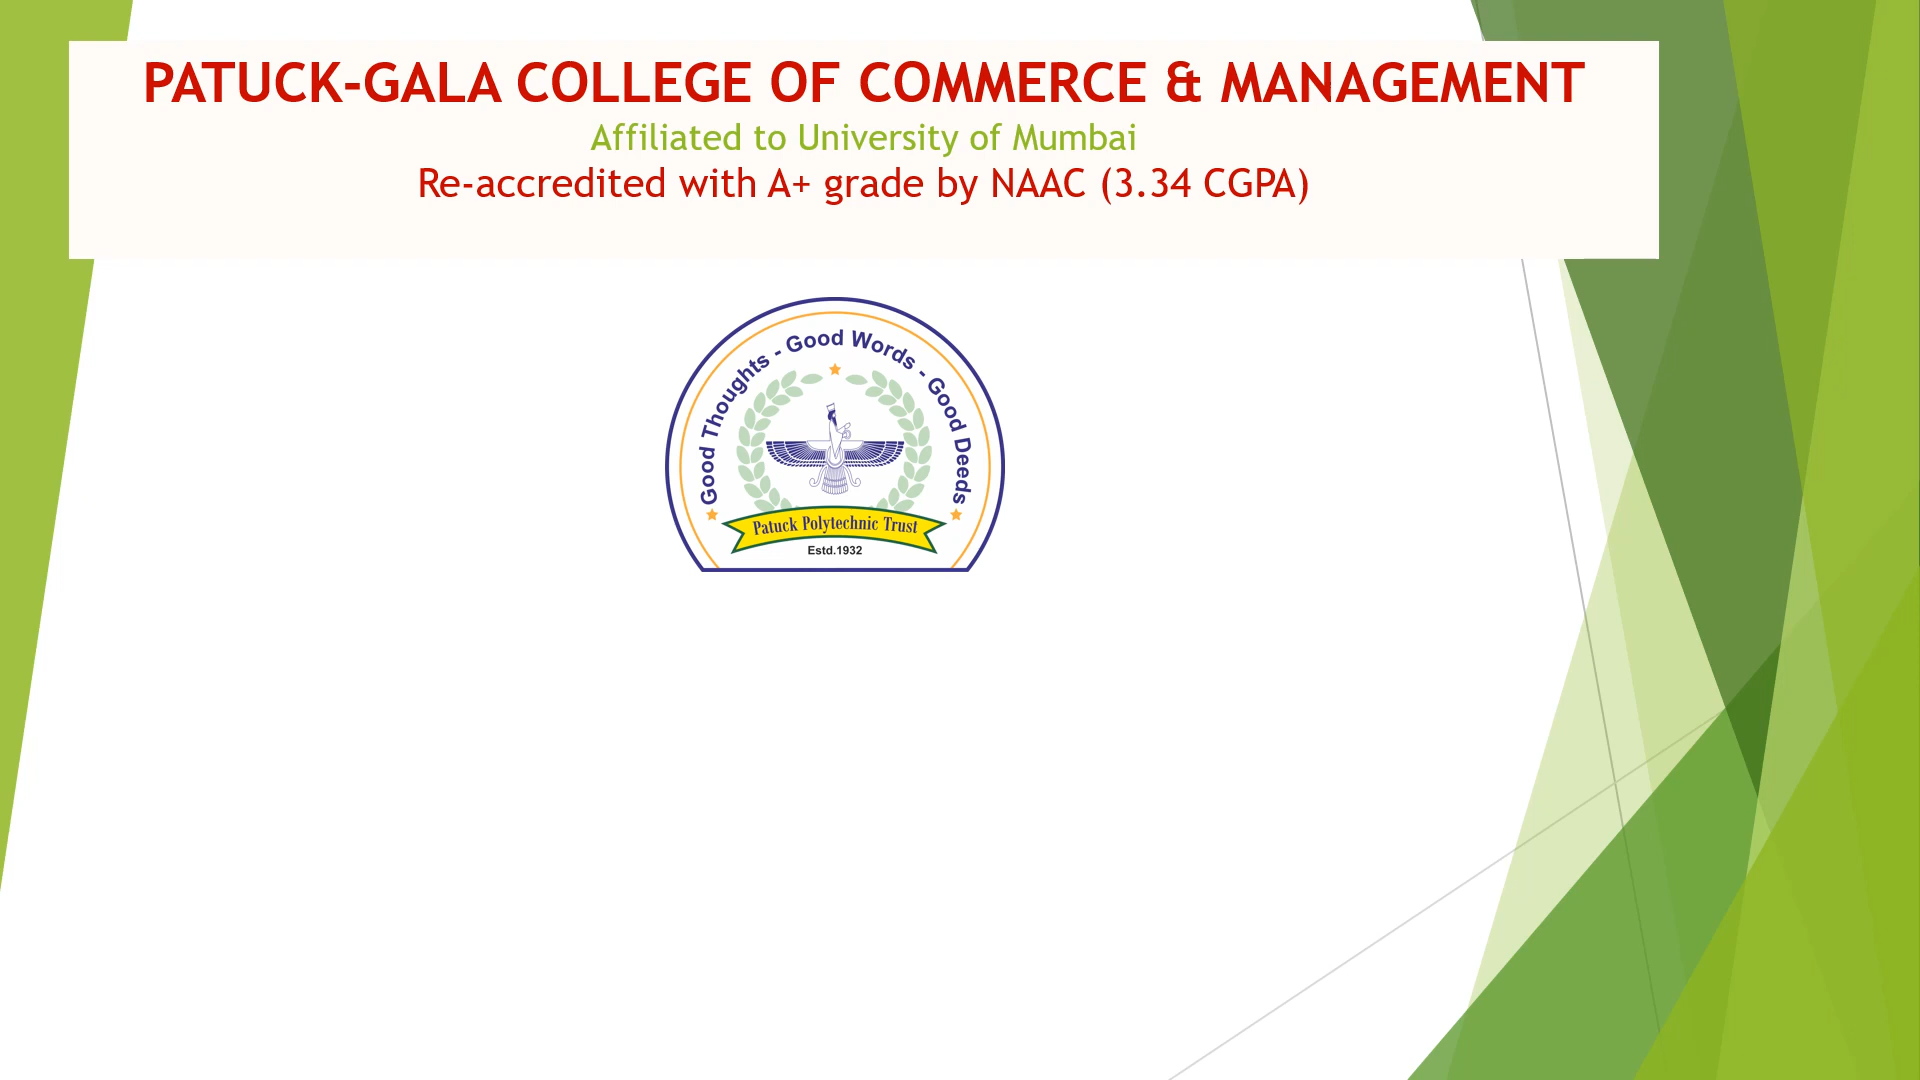 PATUCK-GALA COLLEGE OF COMMERCE & MANAGEMENT
Affiliated to University of Mumbai
Re-accredited with A+ grade by NAAC (3.34 CGPA)
Good Thoughts - Good Words - Good Deeds
Patuck Polytechnic Trust
Estd.1932